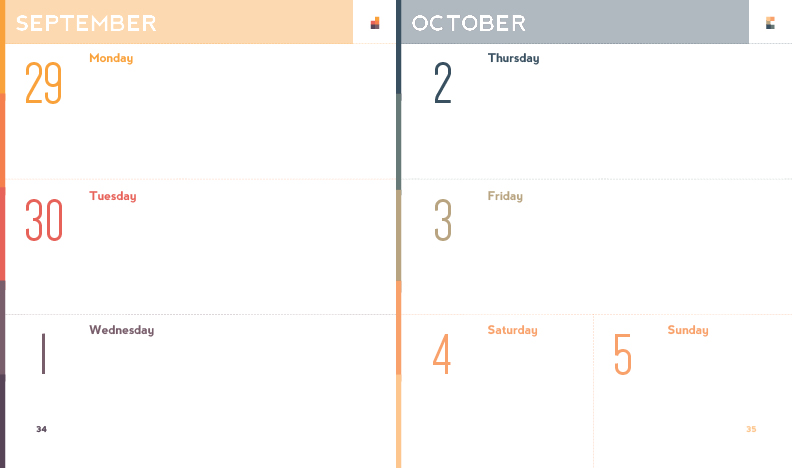 SEPTEMBER
Monday
29
Tuesday
30
Wednesday
1
34
OCTOBER
Thursday
2
Friday
3
Saturday
4
Sunday
5
35